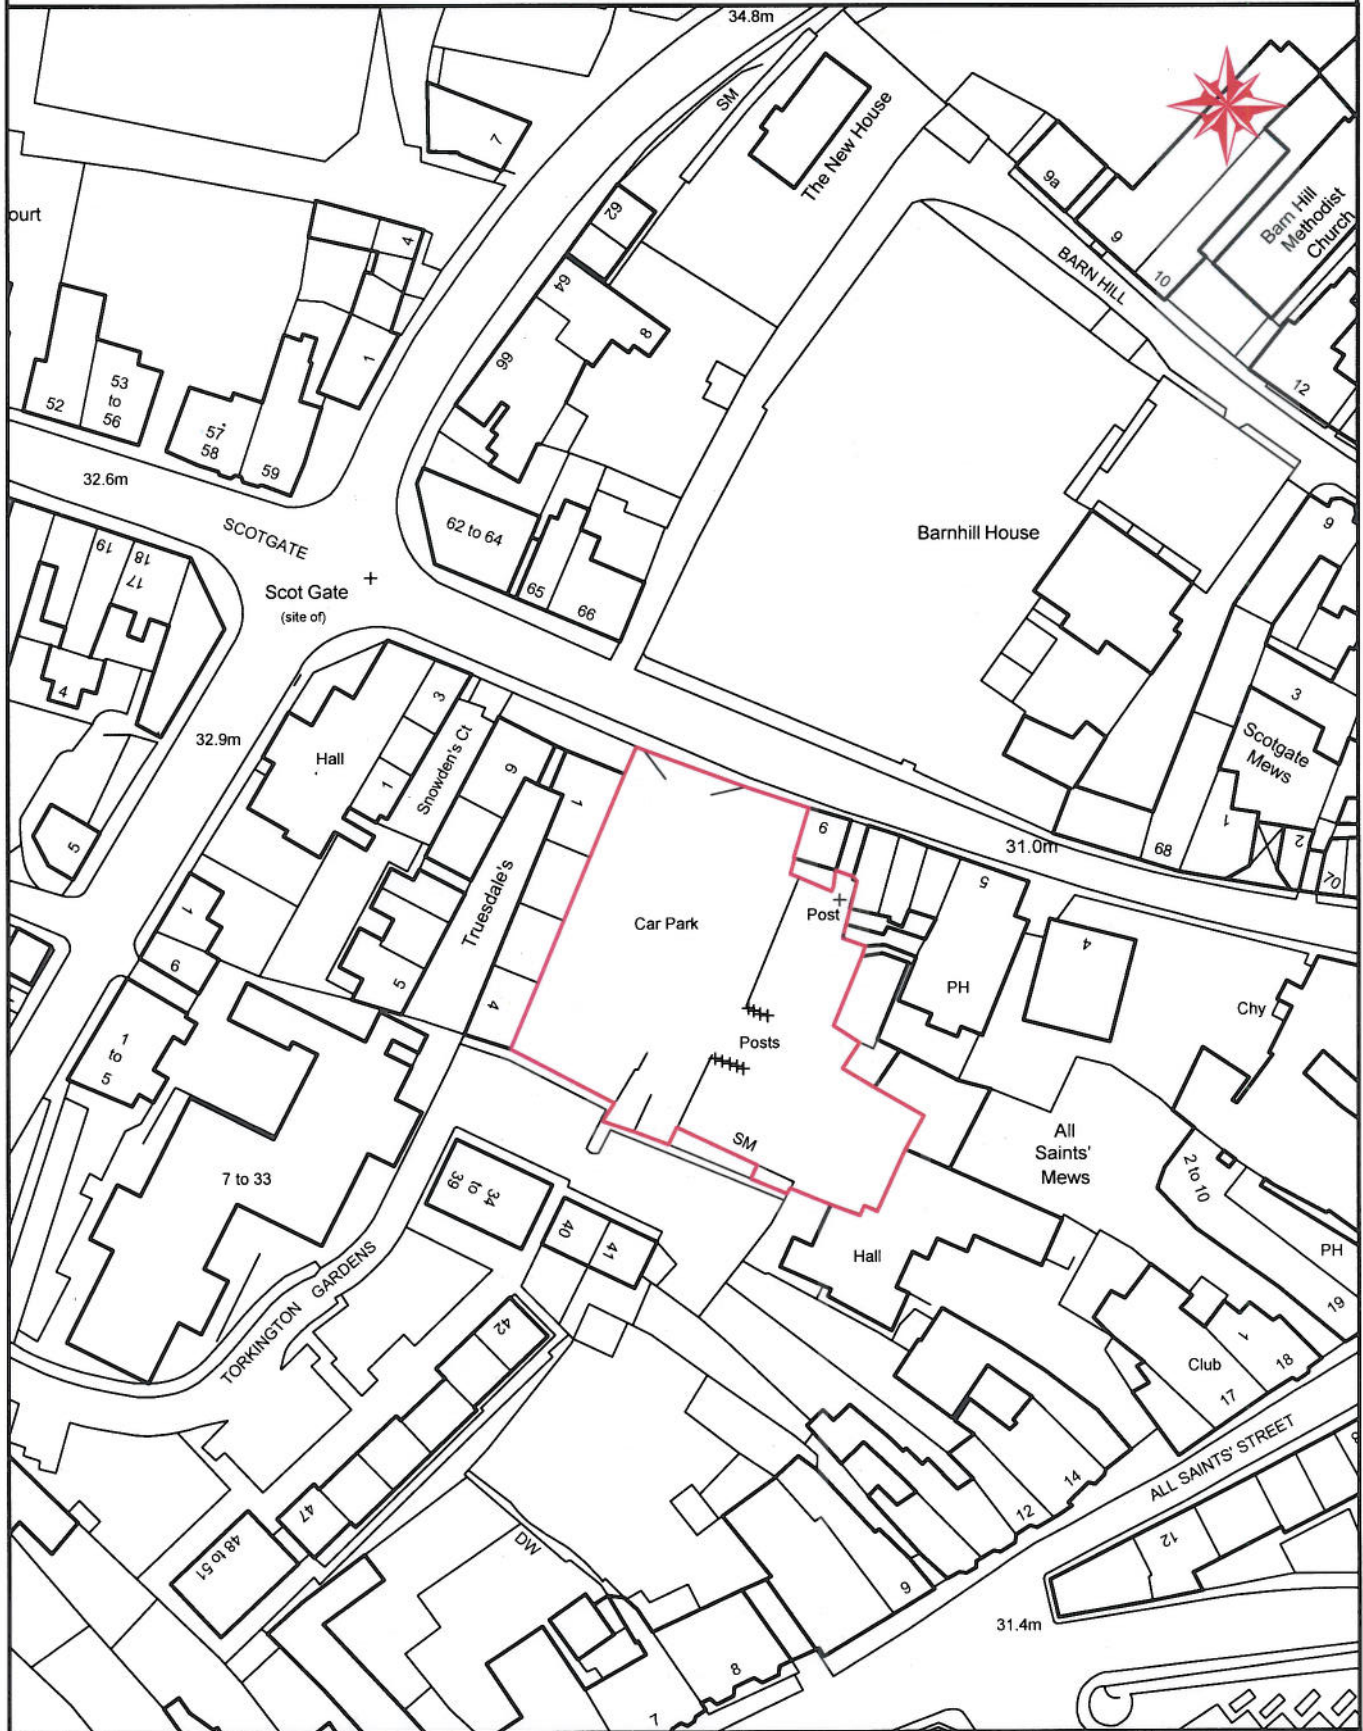 34.8m
SM
The New House
7
9a
Barn Hill
Methodist
Church
9
BARN HILL
10
12
62
64
8
66
4
1
ourt
52
53
to
56
57
58
59
32.6m
SCOTGATE
Scot Gate
(site of)
62 to 64
65
66
Barnhill House
19
18
17
4
32.9m
Hall
3
1
Snowden's Ct
6
1
Truesdale's
5
4
Car Park
9
Post
Posts
SM
5
31.0m
68
6
3
Scotgate
Mews
1
2
70
4
PH
Chy
All
Saints'
Mews
2 to 10
PH
19
5
1
9
1
to
5
7 to 33
34
to
39
40
41
Hall
TORKINGTON GARDENS
42
47
48 to 51
Club
1
18
17
ALL SAINTS' STREET
14
12
12
9
DW
31.4m
8
7